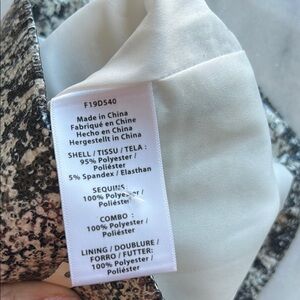 F19DS40
Made in China
Fabriqué en Chine
Hecho en China
Hergestellt in China
SHELL / TISSU / TELA :
95% Polyester /
Poliéster
5% Spandex / Elasthan
SEQUINS
100% Polyester /
Poliéster
COMBO :
100% Polyester /
Poliéster
LINING / DOUBLURE /
FORRO / FUTTER:
100% Polyester /
Poliéster